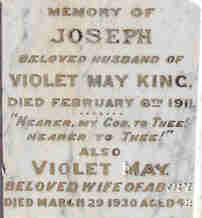 MEMORY OF
JOSEPH
BELOVED HUSBAND OF
VIOLET MAY KING,
DIED FEBRUARY 6TH 1911.
"NEARER, MY GOD, TO THEE!
NEARER TO THEE!"
ALSO
VIOLET MAY.
BELOVED WIFE OF ABOVE
DIED MARCH 29 1930 AGED